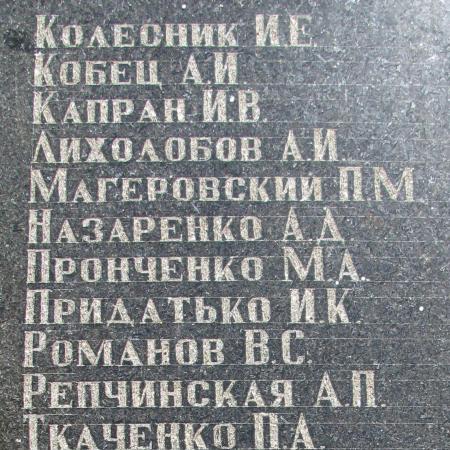 Колесник И.Е.
Кобец А.И
Капран И.В.
Лихолобов А.И.
Магеровский П.М
Назаренко А.Д
Пронченко М.А.
Придатько И.К
Романов В.С.
Репчинская А.П.
Ткаченко П.А.